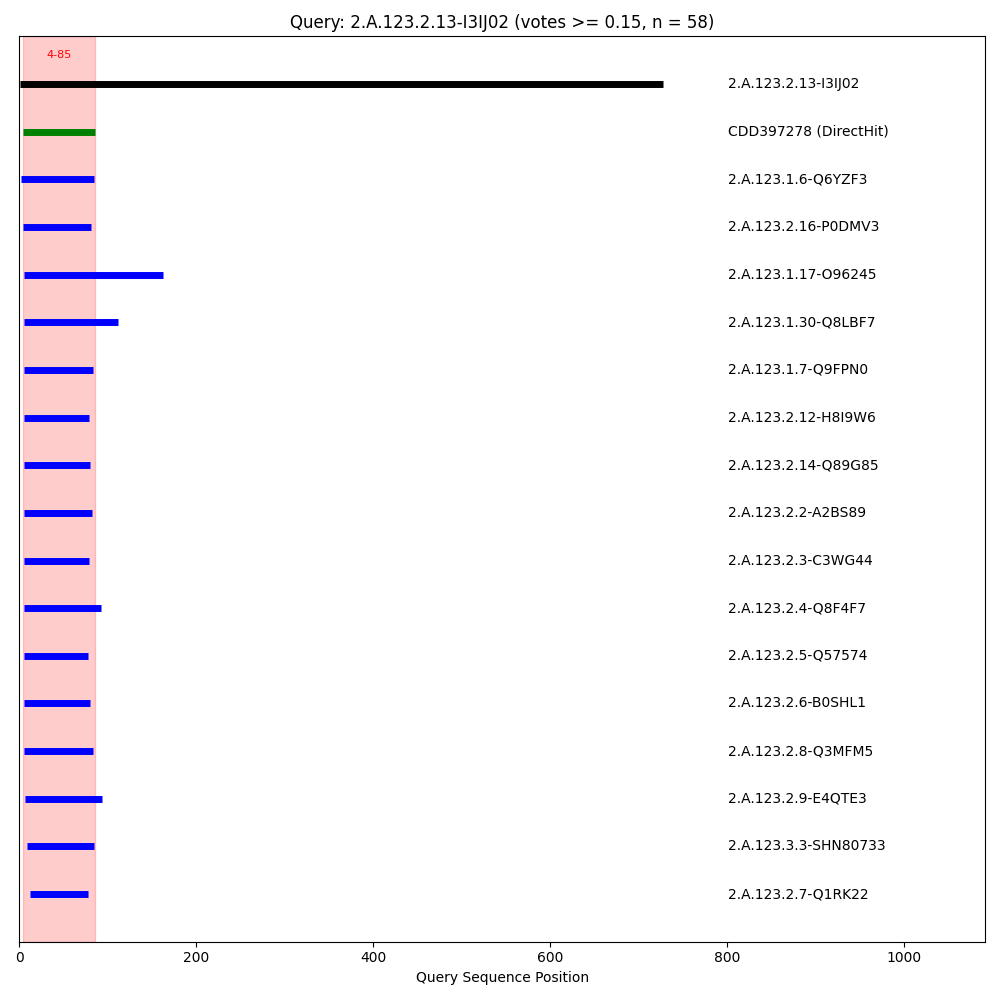 Query: 2.A.123.2.13-I3IJ02 (votes >= 0.15, n = 58)
4-85
2.A.123.2.13-I3IJ02
CDD397278 (DirectHit)
2.A.123.1.6-Q6YZF3
2.A.123.2.16-P0DMV3
2.A.123.1.17-O96245
2.A.123.1.30-Q8LBF7
2.A.123.1.7-Q9FPN0
2.A.123.2.12-H8I9W6
2.A.123.2.14-Q89G85
2.A.123.2.2-A2BS89
2.A.123.2.3-C3WG44
2.A.123.2.4-Q8F4F7
2.A.123.2.5-Q57574
2.A.123.2.6-B0SHL1
2.A.123.2.8-Q3MFM5
2.A.123.2.9-E4QTE3
2.A.123.3.3-SHN80733
2.A.123.2.7-Q1RK22
0 200 400 600 800 1000
Query Sequence Position